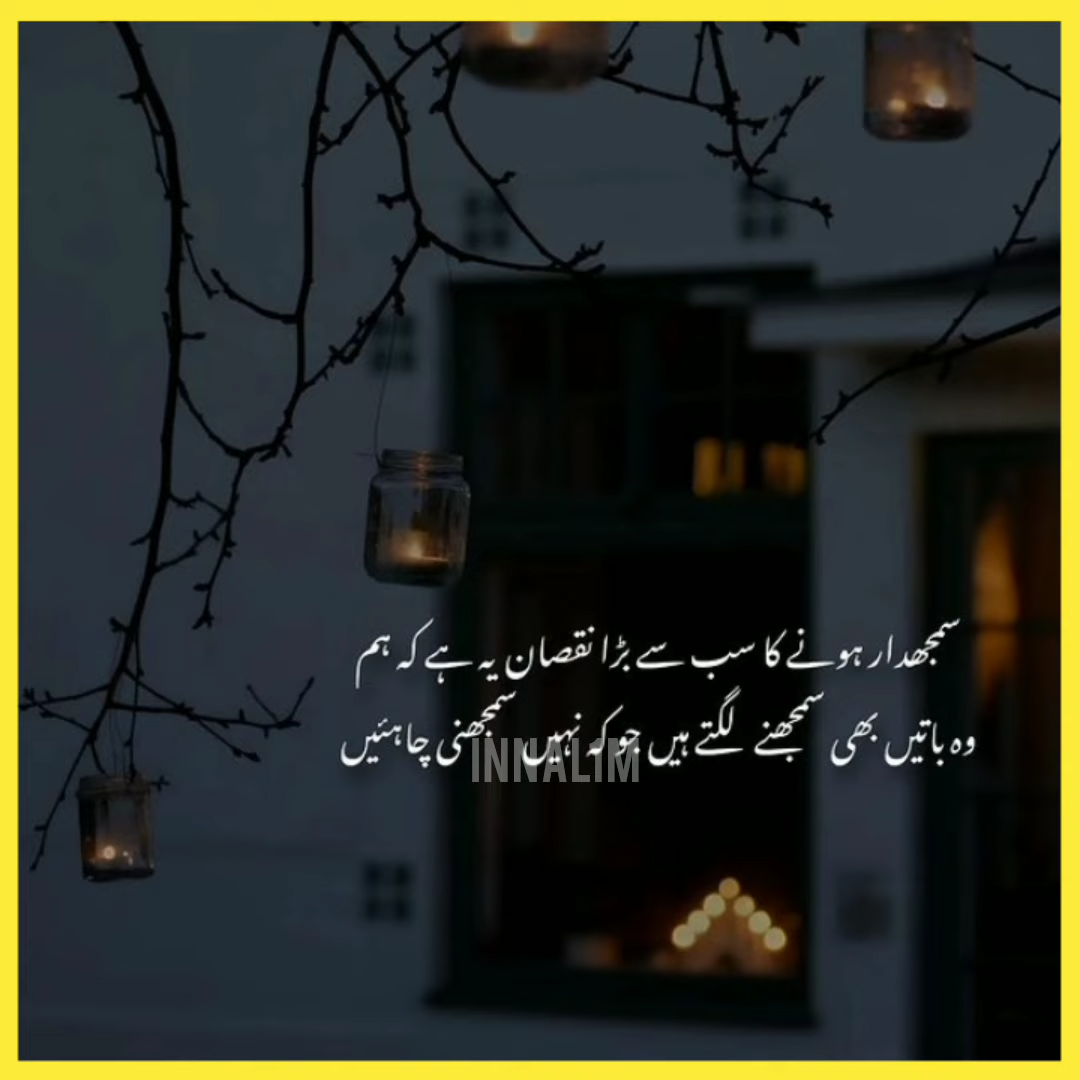 سمجھدار ہونے کا سب سے بڑا نقصان یہ ہے کہ ہم
وہ باتیں بھی سمجھنے لگتے ہیں جو کہ نہیں سمجھنی چاہئیں
INNAL1M